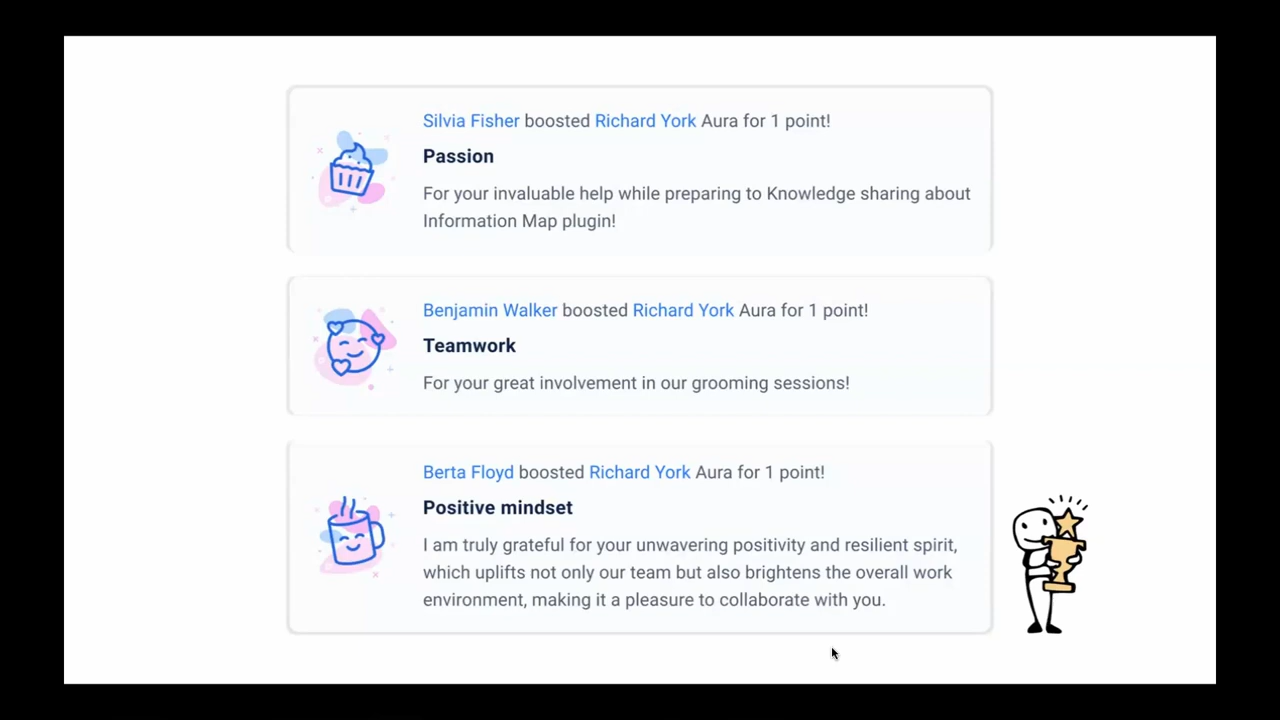 Silvia Fisher boosted Richard York Aura for 1 point!
Passion
For your invaluable help while preparing to Knowledge sharing about
Information Map plugin!
Benjamin Walker boosted Richard York Aura for 1 point!
Teamwork
For your great involvement in our grooming sessions!
Berta Floyd boosted Richard York Aura for 1 point!
Positive mindset
I am truly grateful for your unwavering positivity and resilient spirit,
which uplifts not only our team but also brightens the overall work
environment, making it a pleasure to collaborate with you.